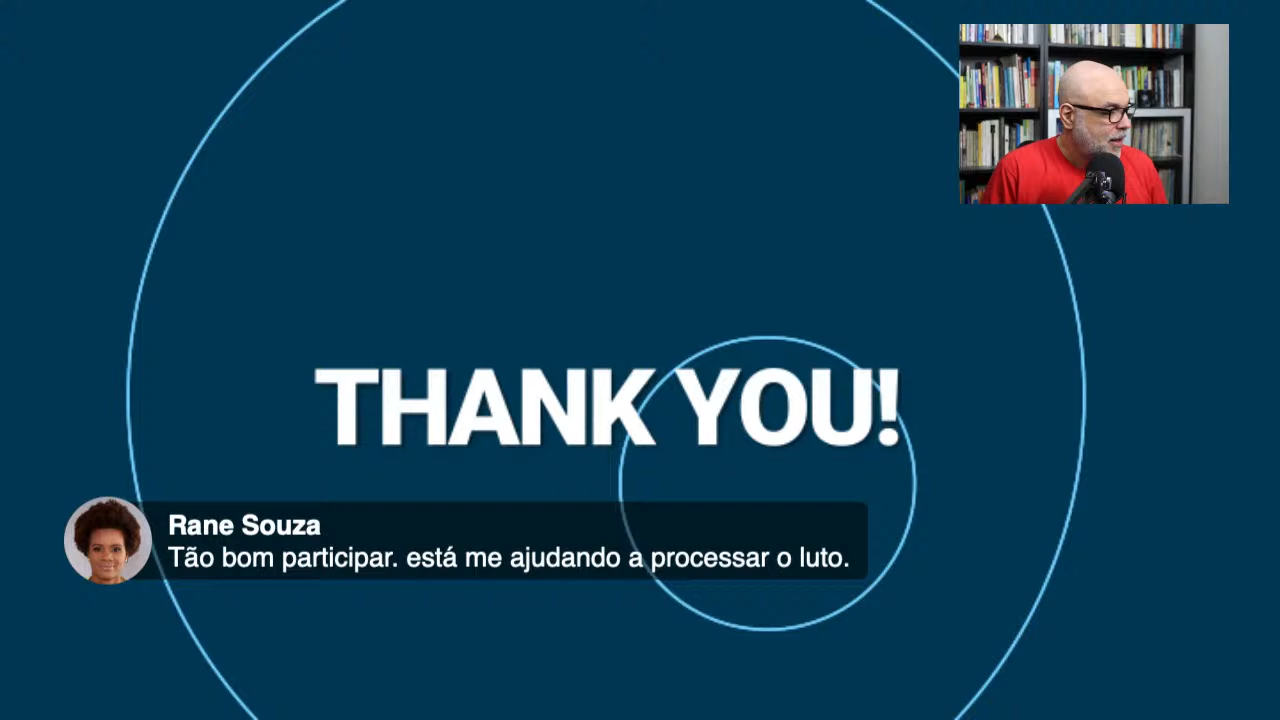 THANK YOU!
Rane Souza
Tão bom participar. está me ajudando a processar o luto.